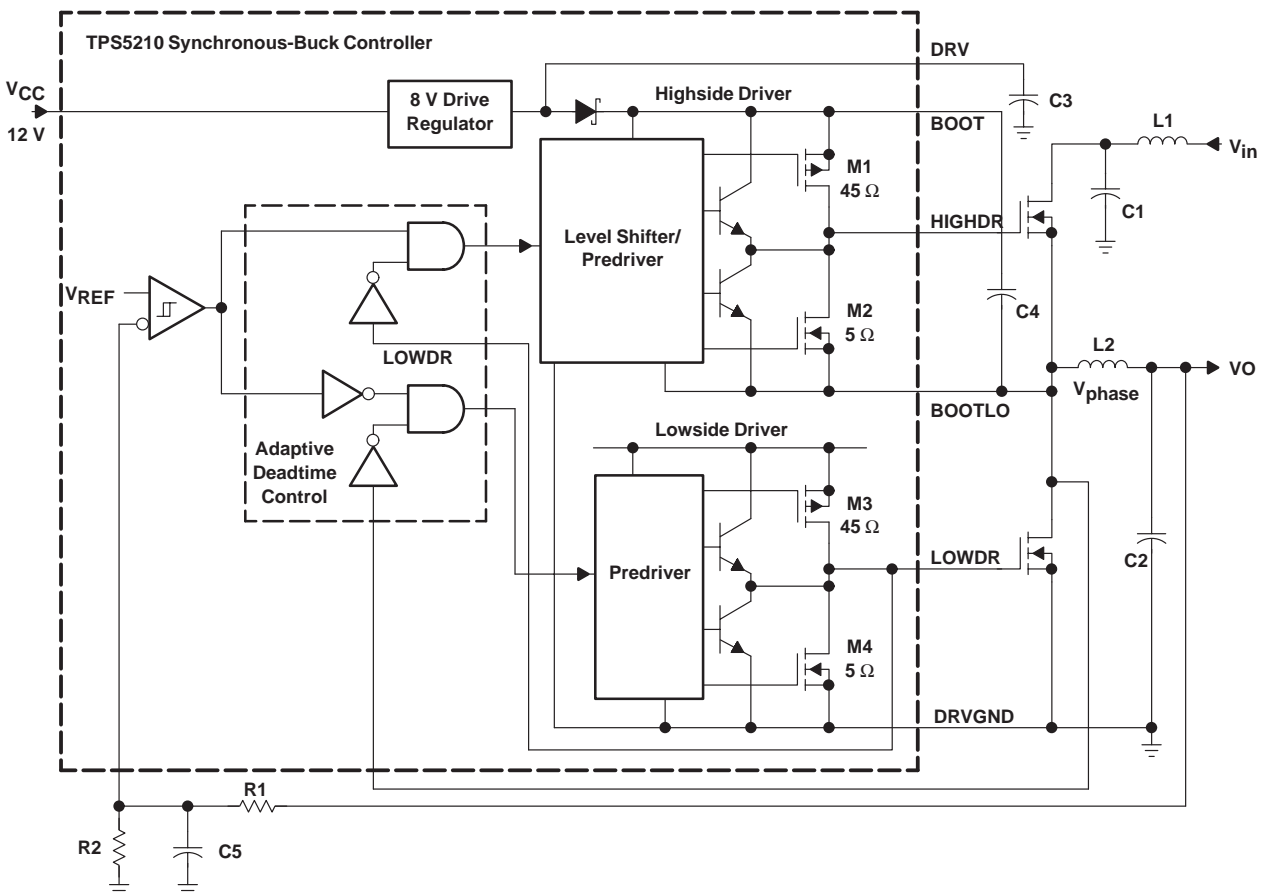 TPS5210 Synchronous-Buck Controller
DRV
VCC
12 V
8 V Drive
Regulator
Highside Driver
C3
BOOT
L1
Vin
M1
45 Ω
C1
HIGHDR
Level Shifter/
Predriver
VREF
M2
5 Ω
C4
LOWDR
L2
VO
Vphase
BOOTLO
Lowside Driver
Adaptive
Deadtime
Control
M3
45 Ω
LOWDR
C2
Predriver
M4
5 Ω
DRVGND
R1
R2
C5